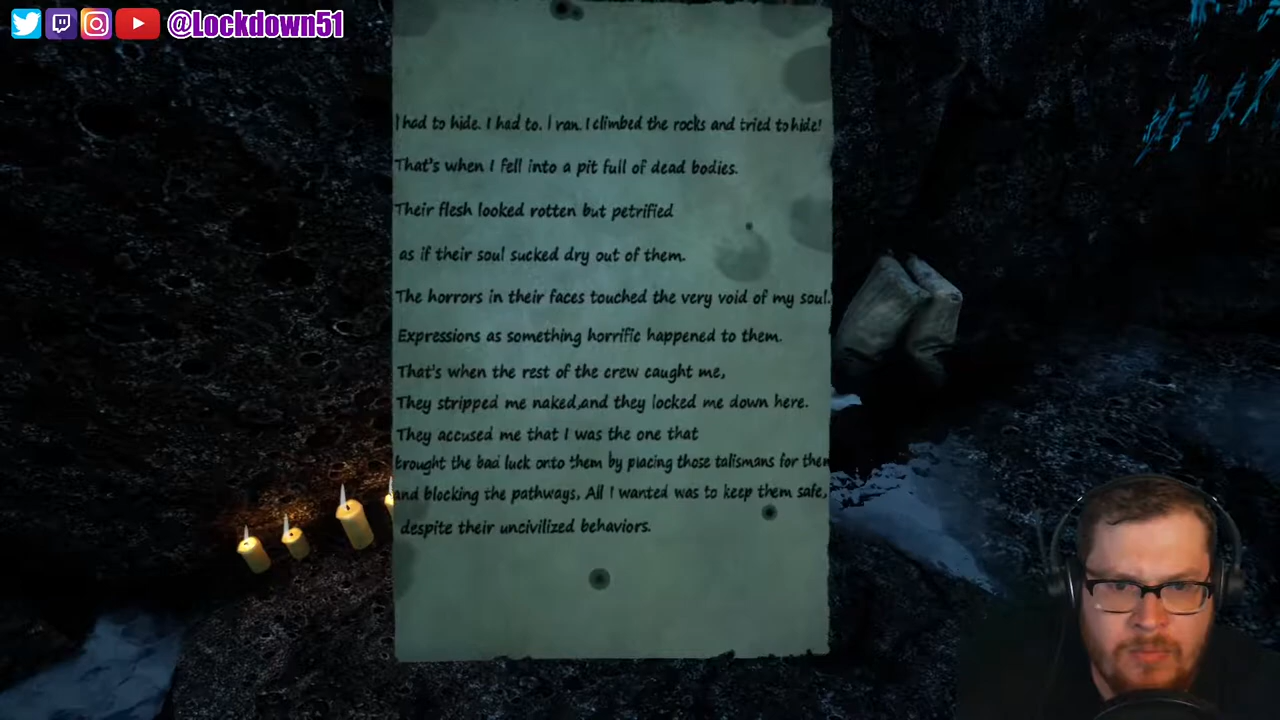 @Lockdown51
I had to hide. I had to. I ran. I climbed the rocks and tried to hide!
That's when I fell into a pit full of dead bodies.
Their flesh looked rotten but petrified
as if their soul sucked dry out of them.
The horrors in their faces touched the very void of my soul.
Expressions as something horrific happened to them.
That's when the rest of the crew caught me,
They stripped me naked,and they locked me down here.
They accused me that I was the one that
brought the bad luck onto them by placing those talismans for them
and blocking the pathways, All I wanted was to keep them safe,
despite their uncivilized behaviors.